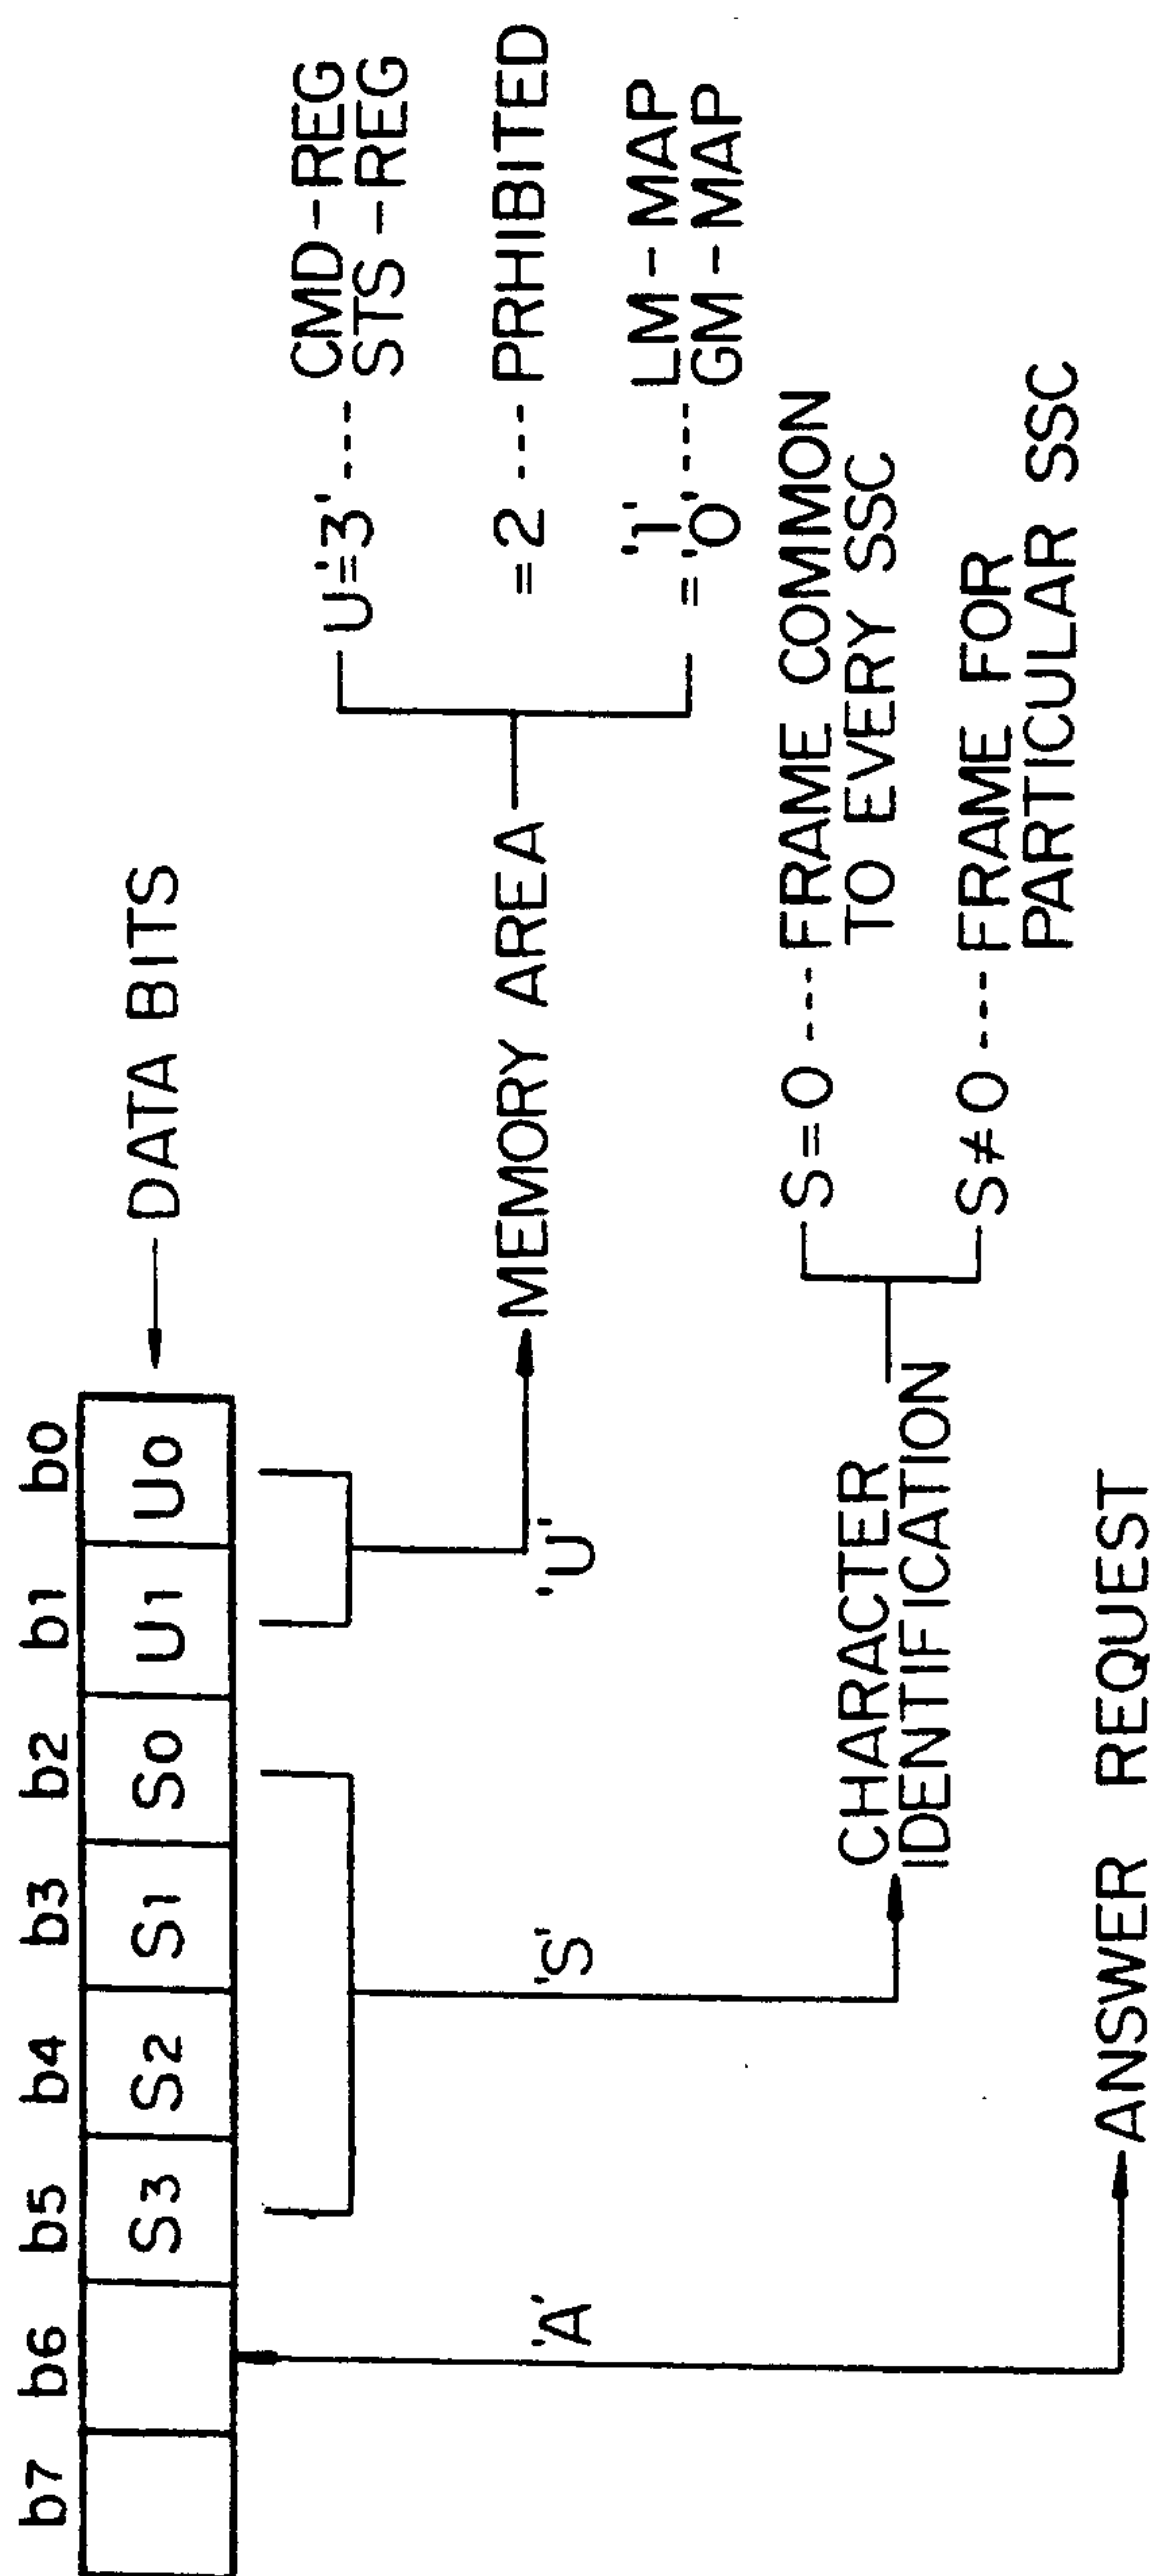 b7 b6 b5 b4 b3 b2 b1 b0
S3 S2 S1 S0 U1 U0
DATA BITS
'U'
MEMORY AREA
U='3' ---- CMD-REG
STS-REG
=2 --- PRHIBITED
'1' LM-MAP
='0' ---- GM-MAP
'S'
CHARACTER
IDENTIFICATION
S=0 --- FRAME COMMON
TO EVERY SSC
S≠0 --- FRAME FOR
PARTICULAR SSC
'A'
ANSWER REQUEST